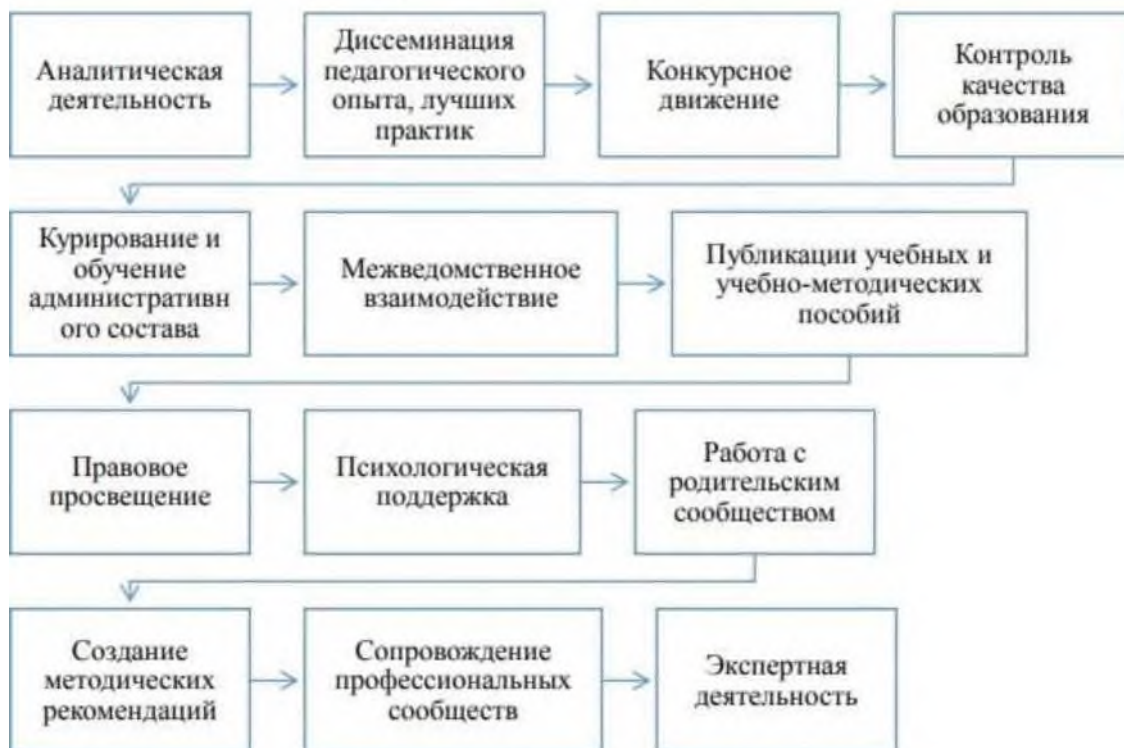 Аналитическая
деятельность
Диссеминация
педагогического
опыта, лучших
практик
Конкурсное
движение
Контроль
качества
образования
Курирование и
обучение
административн
ого состава
Межведомственное
взаимодействие
Публикации учебных и
учебно-методических
пособий
Правовое
просвещение
Психологическая
поддержка
Работа с
родительским
сообществом
Создание
методических
рекомендаций
Сопровождение
профессиональных
сообществ
Экспертная
деятельность